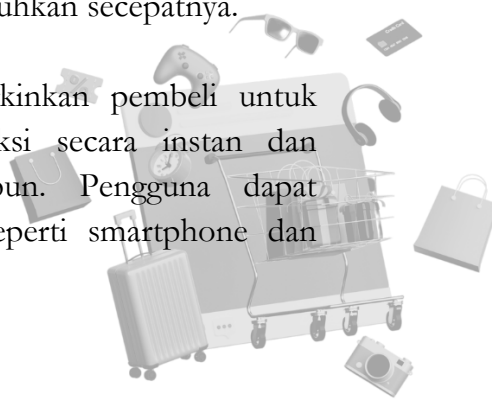 uhkan secepatnya.
kinkan pembeli untuk
ksi secara instan dan
pun. Pengguna dapat
eperti smartphone dan